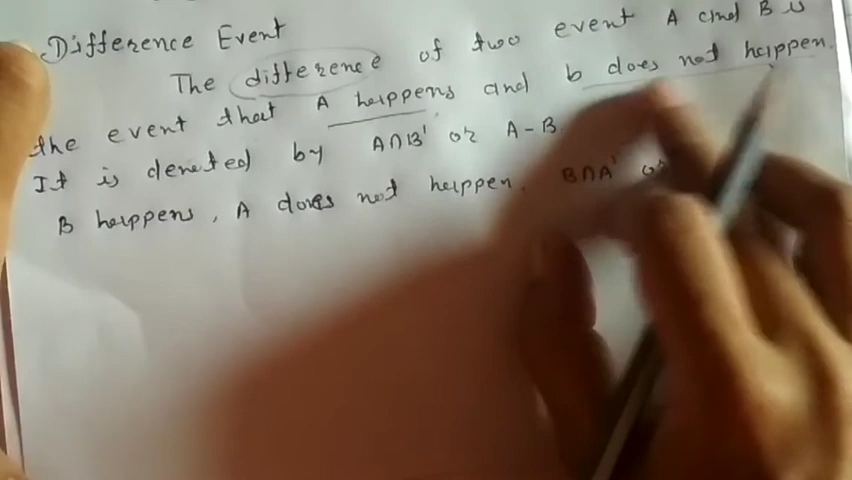 Difference Event
The difference of two event A and B is
the event that A happens and b does not happen.
It is denoted by A∩B' or A-B
B happens, A does not happen. B∩A' or